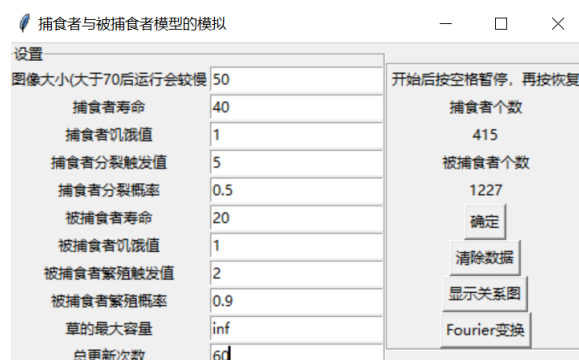 捕食者与被捕食者模型的模拟
设置
图像大小(大于70后运行会较慢 50
捕食者寿命 40
捕食者饥饿值 1
捕食者分裂触发值 5
捕食者分裂概率 0.5
被捕食者寿命 20
被捕食者饥饿值 1
被捕食者繁殖触发值 2
被捕食者繁殖概率 0.9
草的最大容量 inf
总更新次数 60
开始后按空格暂停，再按恢复
捕食者个数
415
被捕食者个数
1227
确定
清除数据
显示关系图
Fourier变换